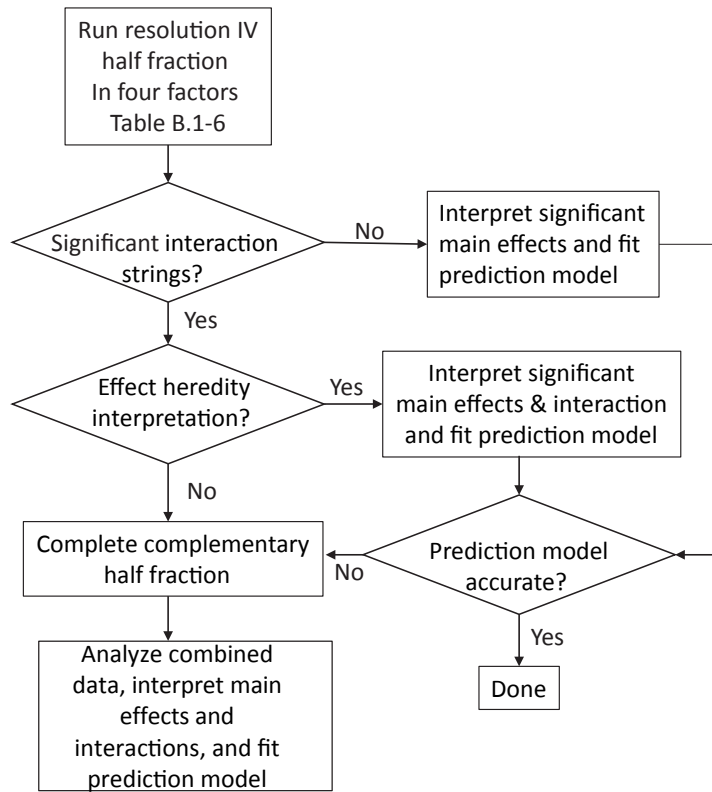 Run resolution IV
half fraction
In four factors
Table B.1-6
Significant interaction
strings?
No
Interpret significant
main effects and fit
prediction model
Yes
Effect heredity
interpretation?
Yes
Interpret significant
main effects & interaction
and fit prediction model
No
Complete complementary
half fraction
No
Prediction model
accurate?
Yes
Done
Analyze combined
data, interpret main
effects and
interactions, and fit
prediction model